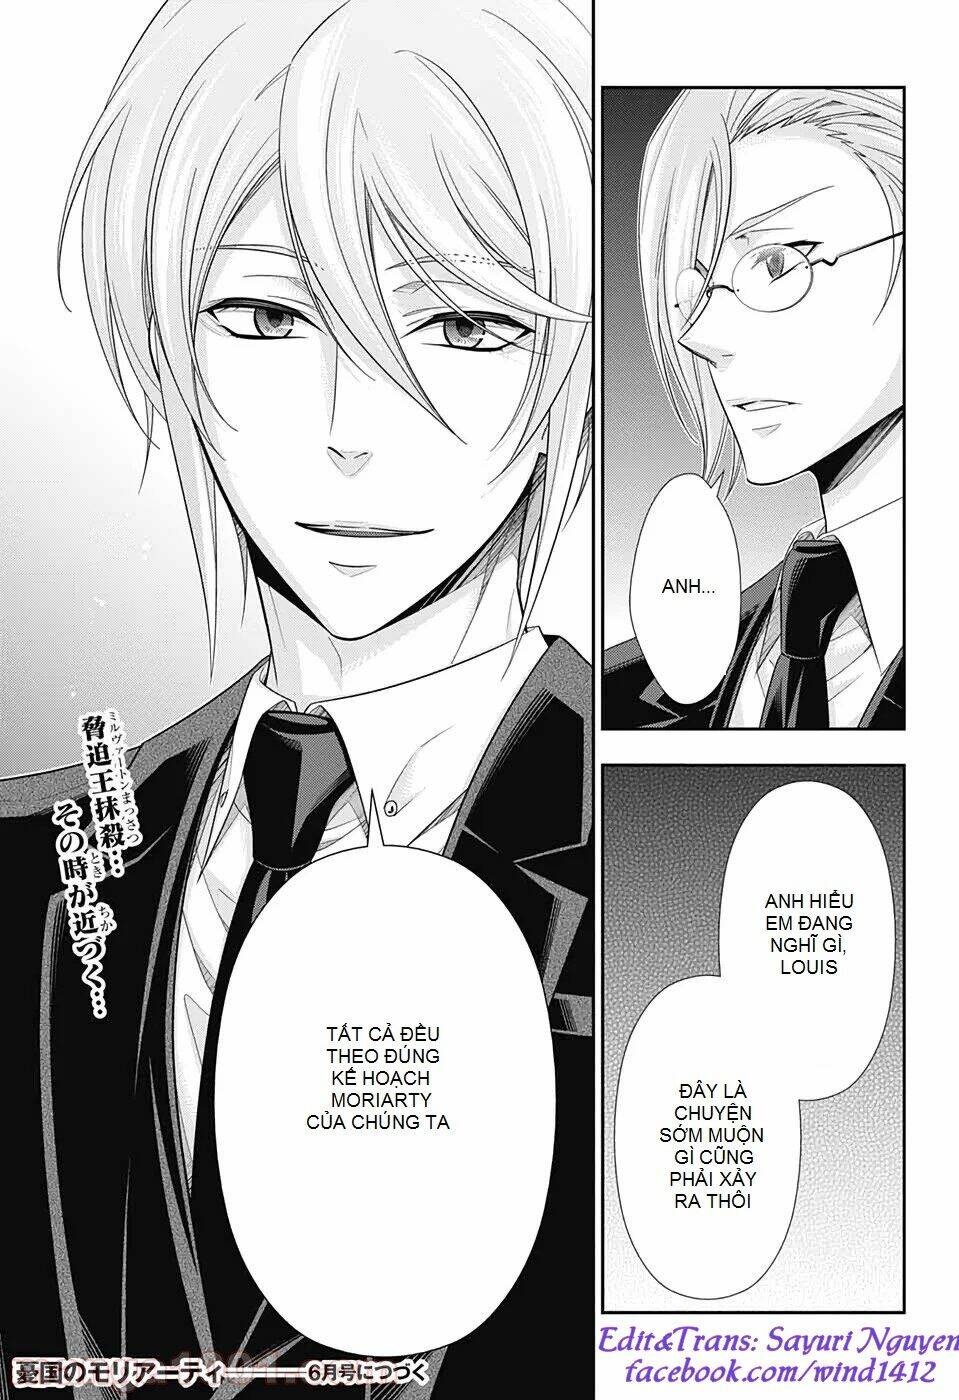 ANH...
ANH HIỂU
EM ĐANG
NGHĨ GÌ,
LOUIS
ĐÂY LÀ
CHUYỆN
SỚM MUỘN
GÌ CŨNG
PHẢI XẢY
RA THÔI
TẤT CẢ ĐỀU
THEO ĐÚNG
KẾ HOẠCH
MORIARTY
CỦA CHÚNG TA
ミルヴァートンまっさつ
脅迫王抹殺…
とき ちか
その時が近づく…
憂国のモリアーティ 6月号につづく
Edit&Trans: Sayuri Nguyen
facebook.com/wind1412